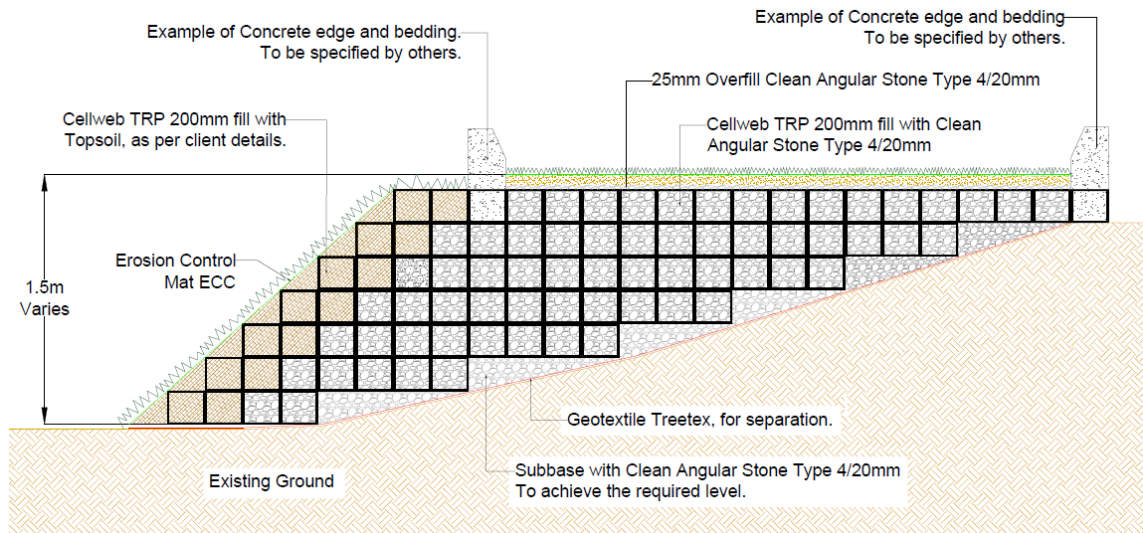 Example of Concrete edge and bedding.
To be specified by others.
Example of Concrete edge and bedding
To be specified by others.
25mm Overfill Clean Angular Stone Type 4/20mm
Cellweb TRP 200mm fill with
Topsoil, as per client details.
Cellweb TRP 200mm fill with Clean
Angular Stone Type 4/20mm
Erosion Control
Mat ECC
1.5m
Varies
Geotextile Treetex, for separation.
Subbase with Clean Angular Stone Type 4/20mm
To achieve the required level.
Existing Ground